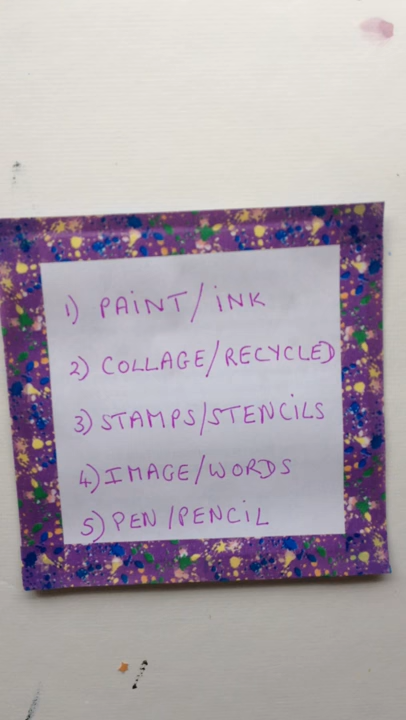 1) PAiNT/iNK
2) COLLAGE/RECYCLED
3) STAMPS/STENCiLS
4) IMAGE/WORDS
5) PEN/PENCiL